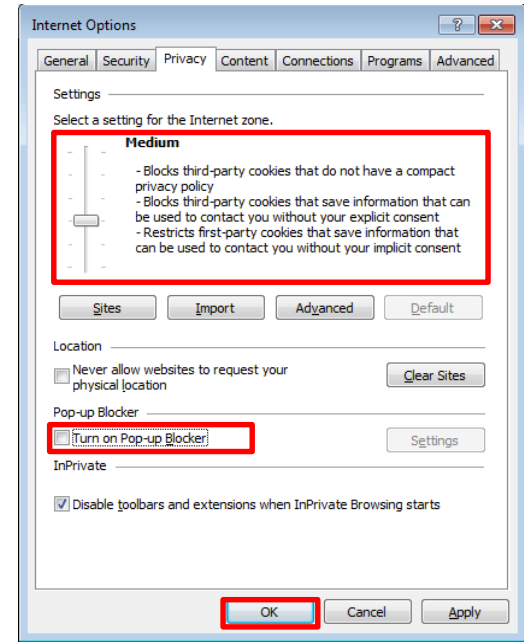 Internet Options
General Security Privacy Content Connections Programs Advanced
Settings
Select a setting for the Internet zone.
Medium
- Blocks third-party cookies that do not have a compact
privacy policy
- Blocks third-party cookies that save information that can
be used to contact you without your explicit consent
- Restricts first-party cookies that save information that
can be used to contact you without your implicit consent
Sites Import Advanced Default
Location
Never allow websites to request your
physical location
Clear Sites
Pop-up Blocker
Turn on Pop-up Blocker
Settings
InPrivate
Disable toolbars and extensions when InPrivate Browsing starts
OK Cancel Apply